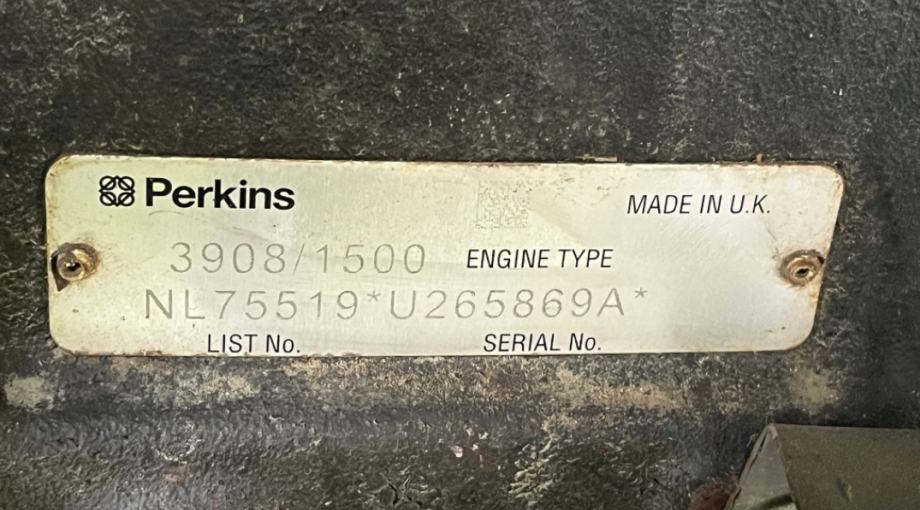 Perkins
MADE IN U.K.
3908/1500 ENGINE TYPE
NL75519*U265869A*
LIST No. SERIAL No.